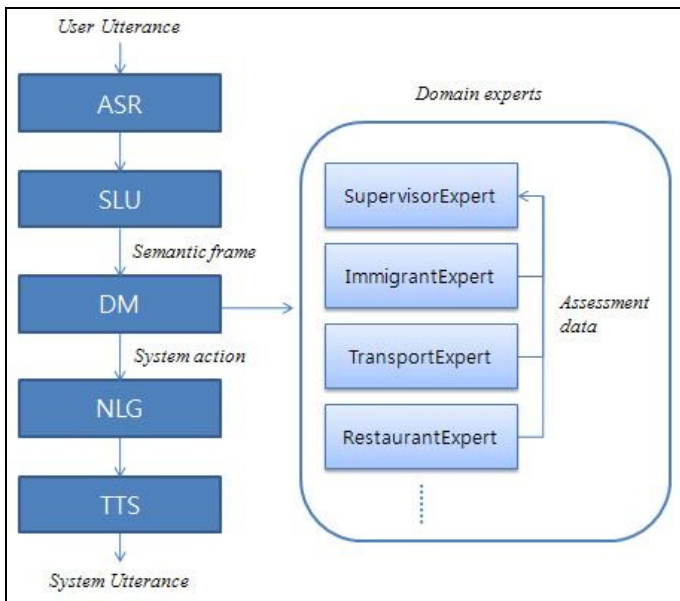 User Utterance
ASR
SLU
Semantic frame
DM
System action
NLG
TTS
System Utterance
Domain experts
SupervisorExpert
ImmigrantExpert
TransportExpert
RestaurantExpert
Assessment
data